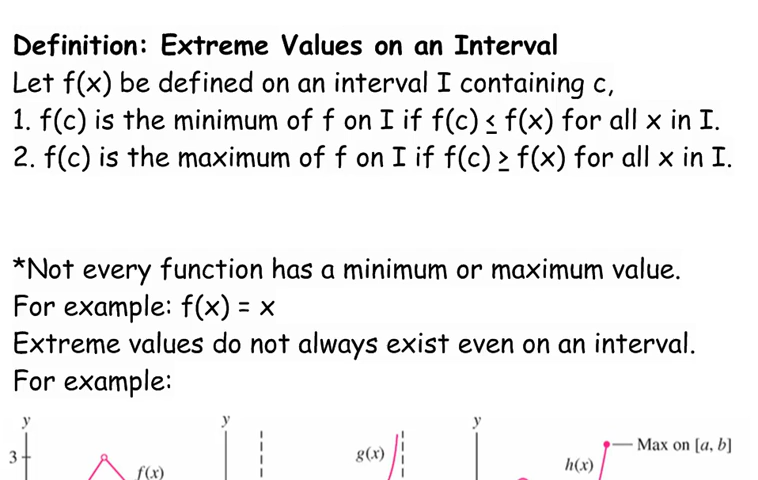 Definition: Extreme Values on an Interval
Let f(x) be defined on an interval I containing c,
1. f(c) is the minimum of f on I if f(c) ≤ f(x) for all x in I.
2. f(c) is the maximum of f on I if f(c) ≥ f(x) for all x in I.
*Not every function has a minimum or maximum value.
For example: f(x) = x
Extreme values do not always exist even on an interval.
For example:
y y y
3 f(x) g(x) h(x) Max on [a, b]